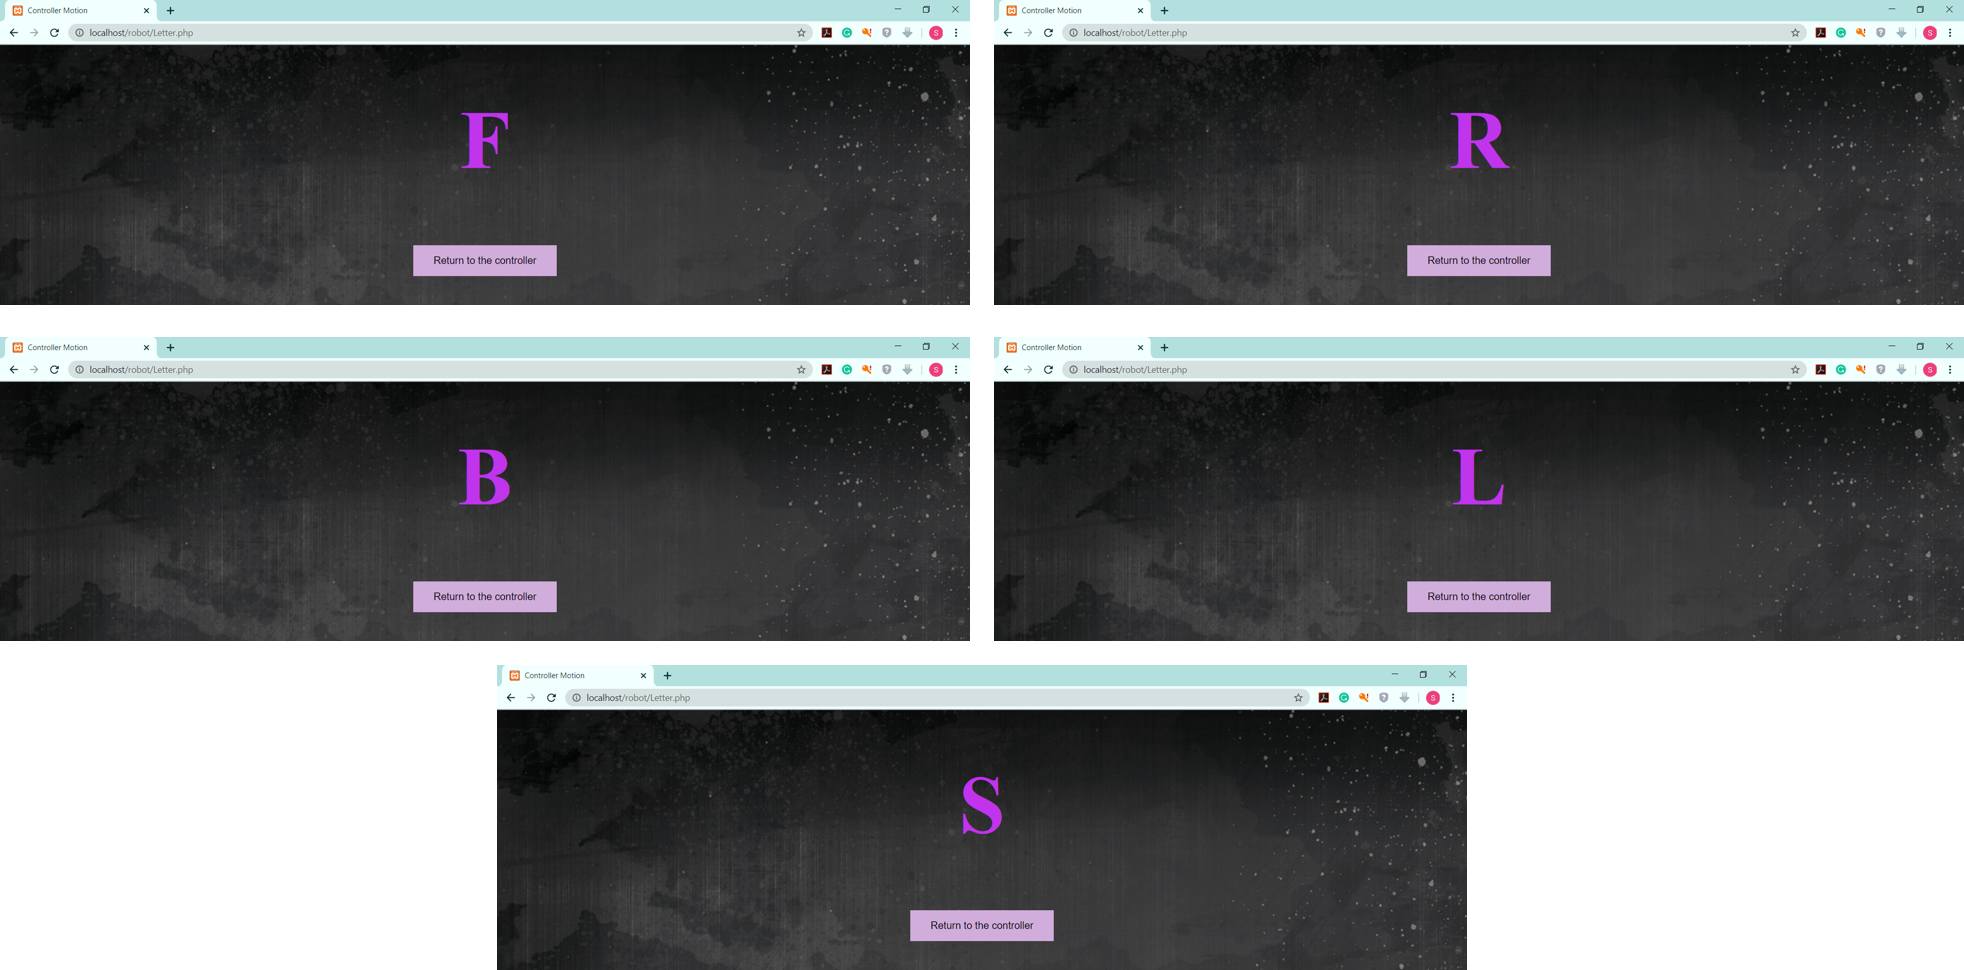 Controller Motion
localhost/robot/Letter.php
S
F
Return to the controller
Controller Motion
localhost/robot/Letter.php
S
R
Return to the controller
Controller Motion
localhost/robot/Letter.php
S
B
Return to the controller
Controller Motion
localhost/robot/Letter.php
S
L
Return to the controller
Controller Motion
localhost/robot/Letter.php
S
S
Return to the controller